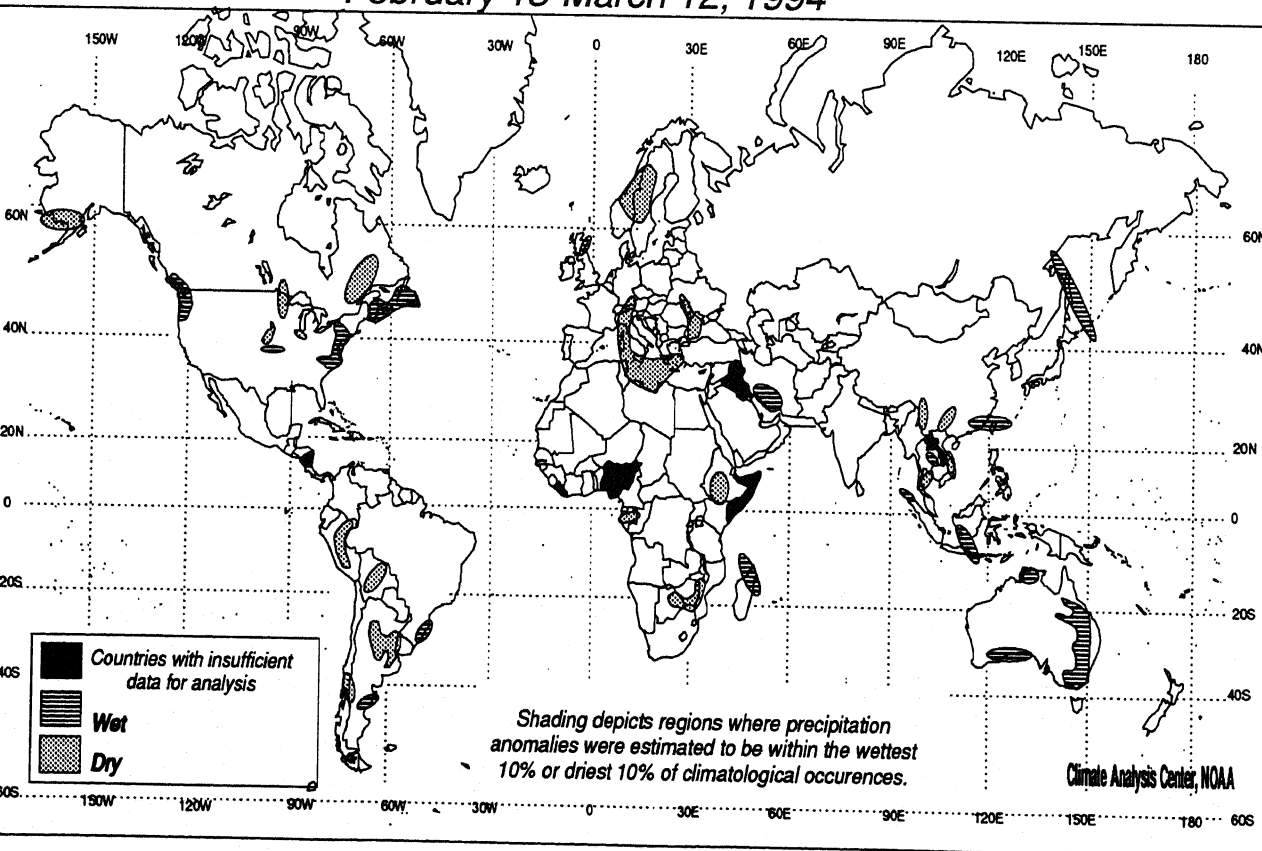 February 13-March 12, 1994
150W 120W 90W 60W 30W 0 30E 60E 90E 120E 150E 180
60N 60N
40N 40N
20N 20N
0 0
20S 20S
40S 40S
Countries with insufficient
data for analysis
Wet
Dry
Shading depicts regions where precipitation
anomalies were estimated to be within the wettest
10% or driest 10% of climatological occurences.
Climate Analysis Center, NOAA
60S 150W 120W 90W 60W 30W 0 30E 60E 90E 120E 150E 180 60S